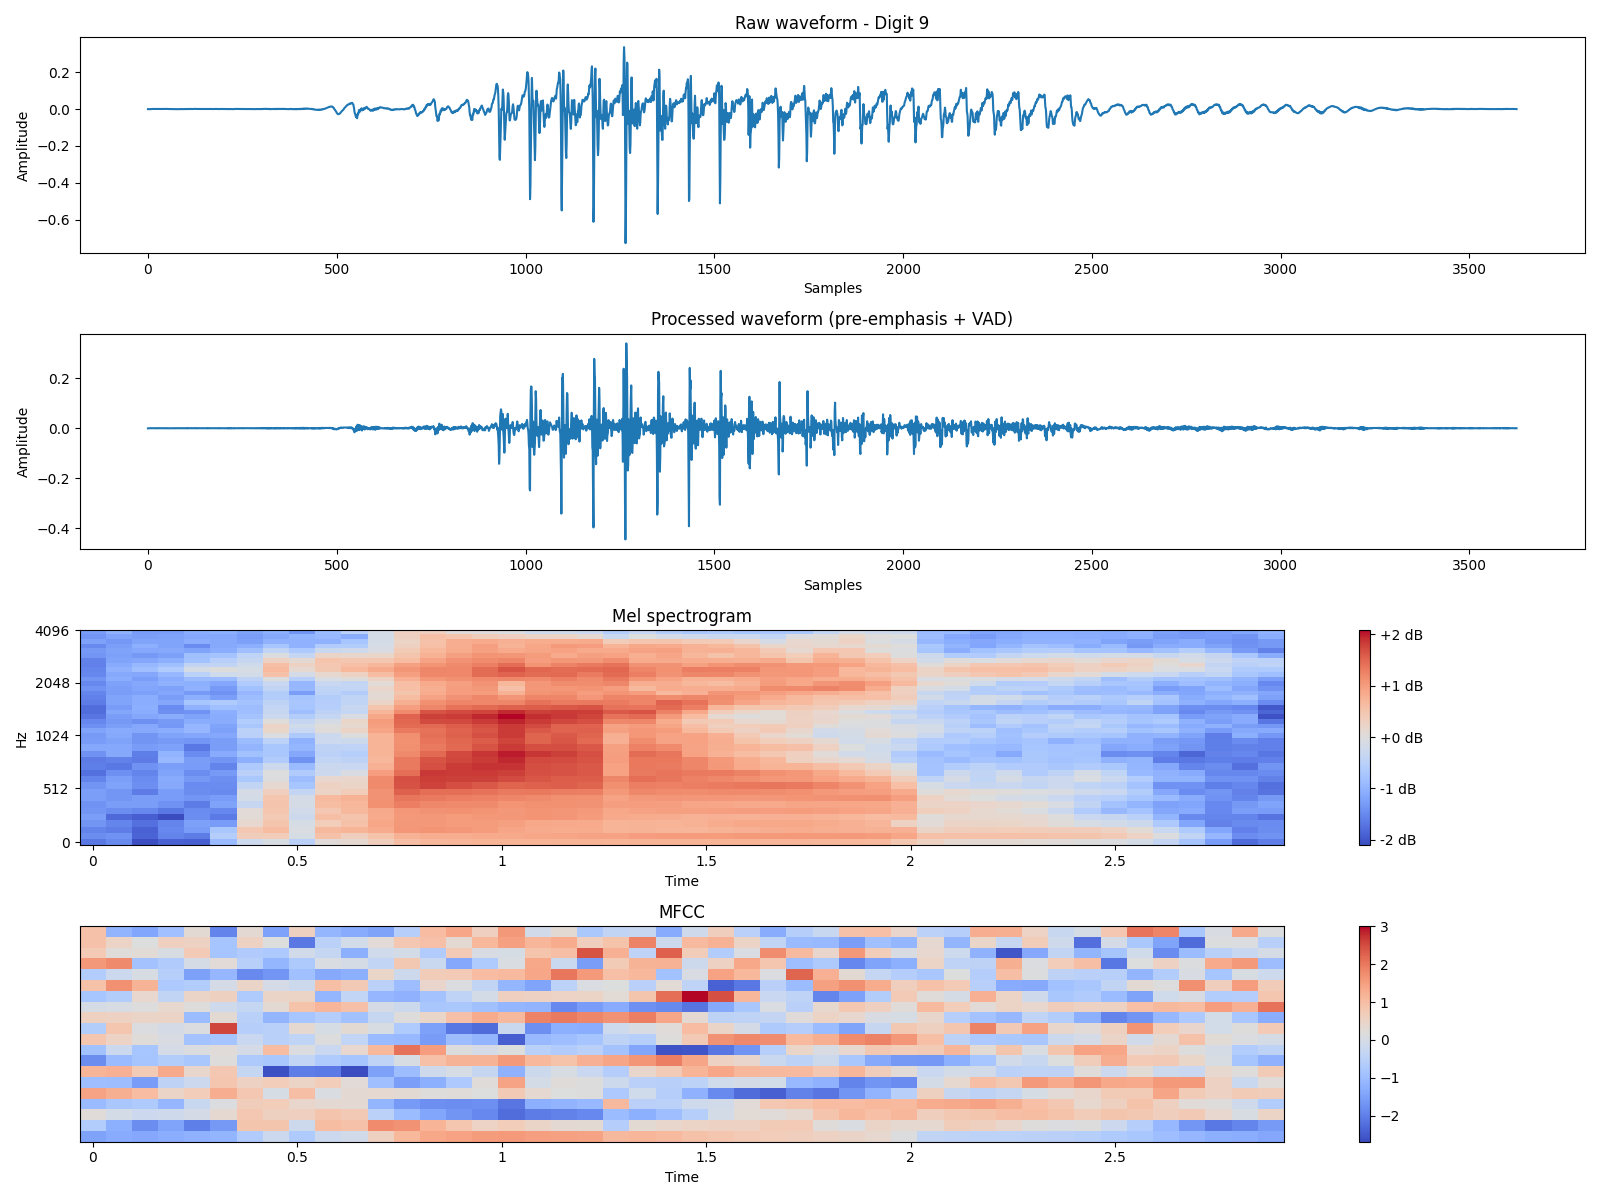 Raw waveform - Digit 9
Amplitude
0.2
0.0
−0.2
−0.4
−0.6
0 500 1000 1500 2000 2500 3000 3500
Samples
Processed waveform (pre-emphasis + VAD)
Amplitude
0.2
0.0
−0.2
−0.4
0 500 1000 1500 2000 2500 3000 3500
Samples
Mel spectrogram
Hz
4096
2048
1024
512
0
0 0.5 1 1.5 2 2.5
Time
+2 dB
+1 dB
+0 dB
-1 dB
-2 dB
MFCC
0 0.5 1 1.5 2 2.5
Time
3
2
1
0
−1
−2